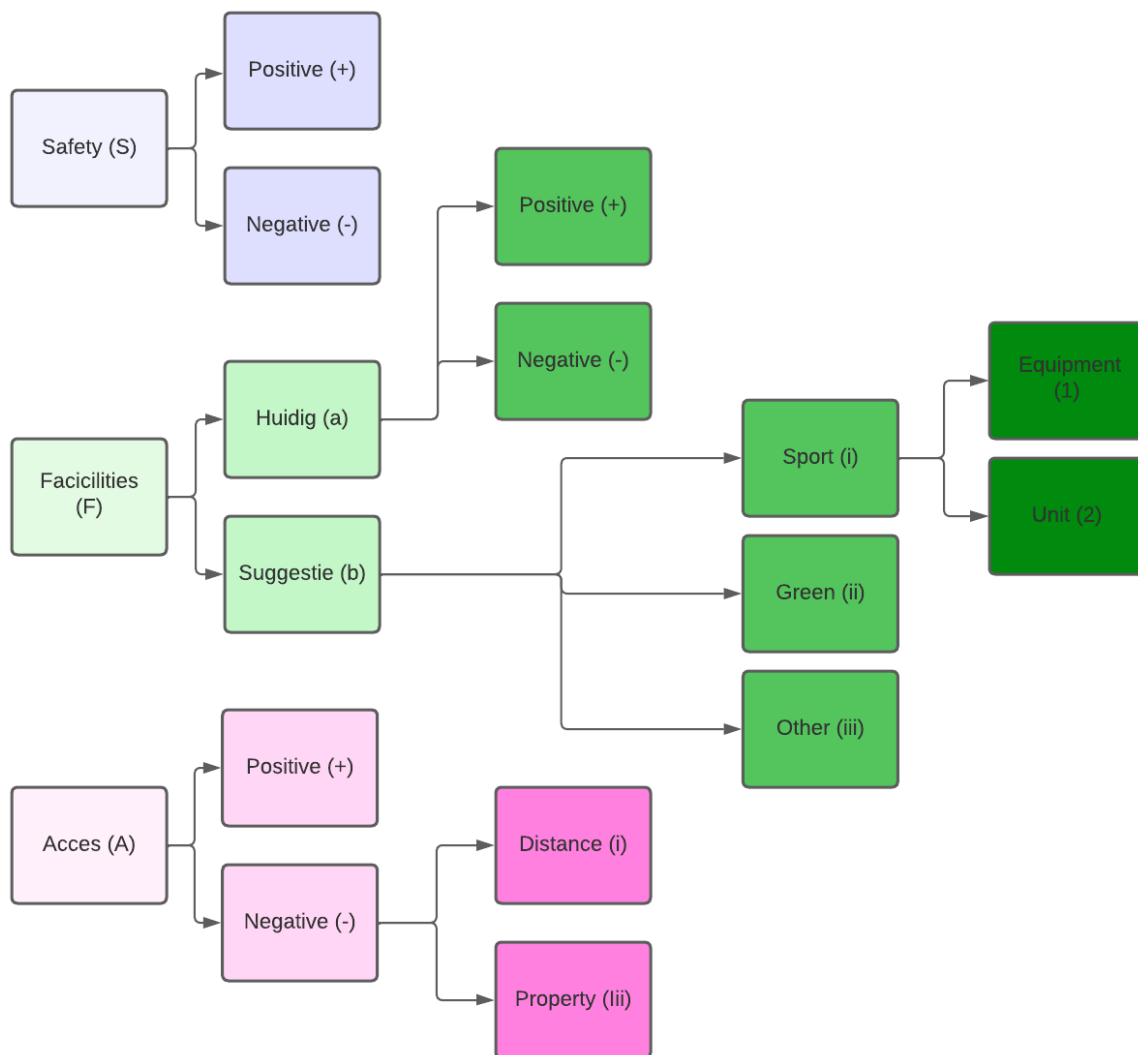 Positive (+)
Safety (S)
Negative (-)
Positive (+)
Negative (-)
Huidig (a)
Facicilities
(F)
Suggestie (b)
Sport (i)
Equipment
(1)
Unit (2)
Green (ii)
Other (iii)
Positive (+)
Acces (A)
Negative (-)
Distance (i)
Property (Iii)